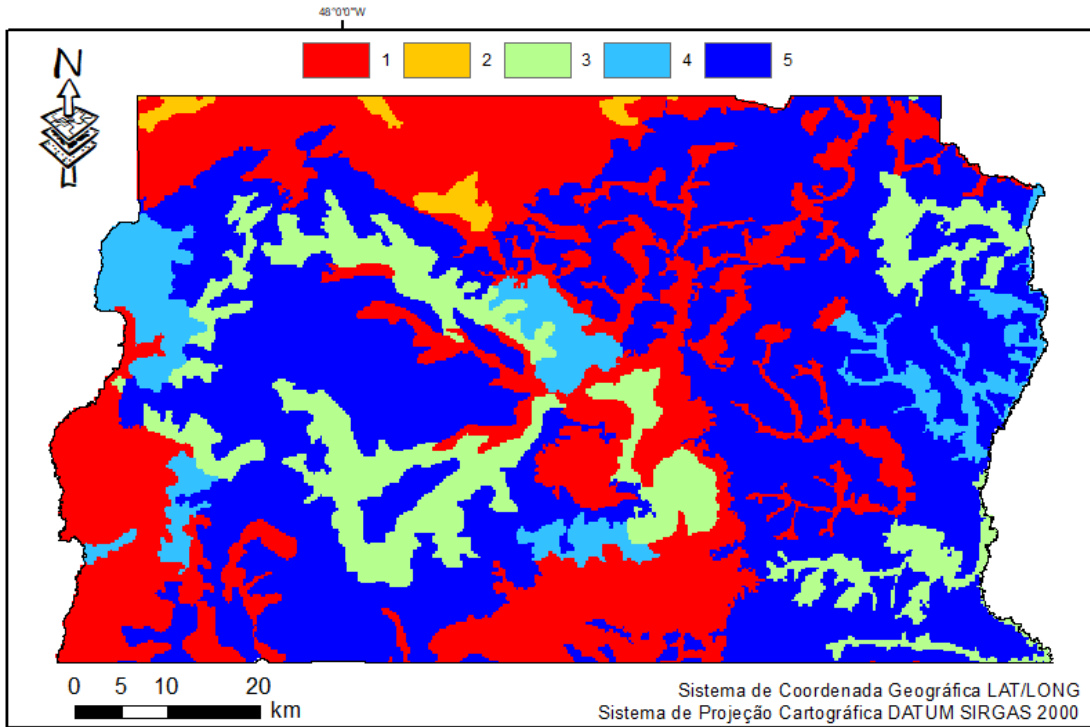 48°0'0"W
1 2 3 4 5
N
0 5 10 20
km
Sistema de Coordenada Geográfica LAT/LONG
Sistema de Projeção Cartográfica DATUM SIRGAS 2000